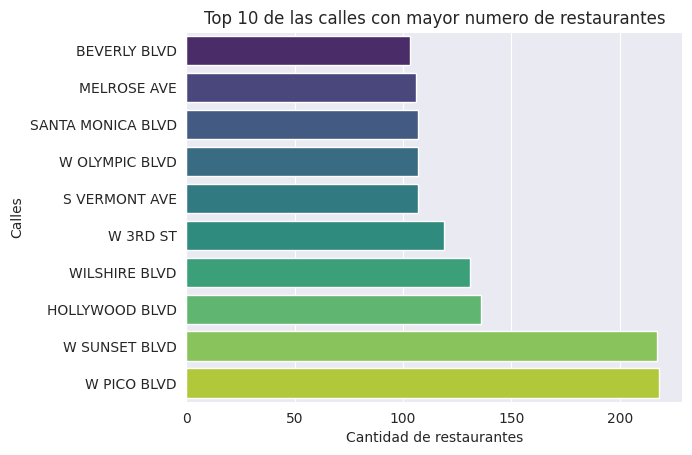 Top 10 de las calles con mayor numero de restaurantes
BEVERLY BLVD
MELROSE AVE
SANTA MONICA BLVD
W OLYMPIC BLVD
S VERMONT AVE
W 3RD ST
WILSHIRE BLVD
HOLLYWOOD BLVD
W SUNSET BLVD
W PICO BLVD
Calles
0 50 100 150 200
Cantidad de restaurantes